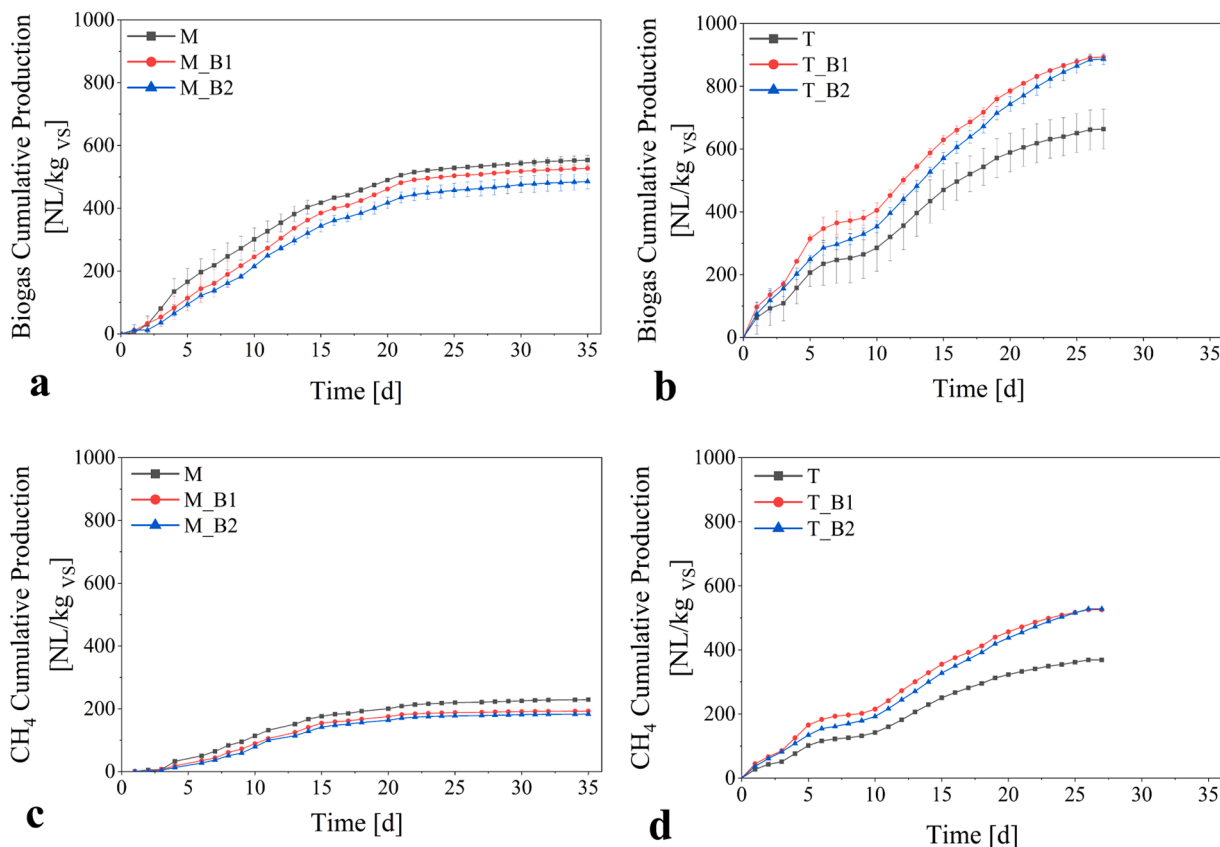 Biogas Cumulative Production
[NL/kg VS]
1000
800
600
400
200
0
M
M_B1
M_B2
0 5 10 15 20 25 30 35
Time [d]
a
Biogas Cumulative Production
[NL/kg VS]
1000
800
600
400
200
0
T
T_B1
T_B2
0 5 10 15 20 25 30 35
Time [d]
b
CH4 Cumulative Production
[NL/kg VS]
1000
800
600
400
200
0
M
M_B1
M_B2
0 5 10 15 20 25 30 35
Time [d]
c
CH4 Cumulative Production
[NL/kg VS]
1000
800
600
400
200
0
T
T_B1
T_B2
0 5 10 15 20 25 30 35
Time [d]
d